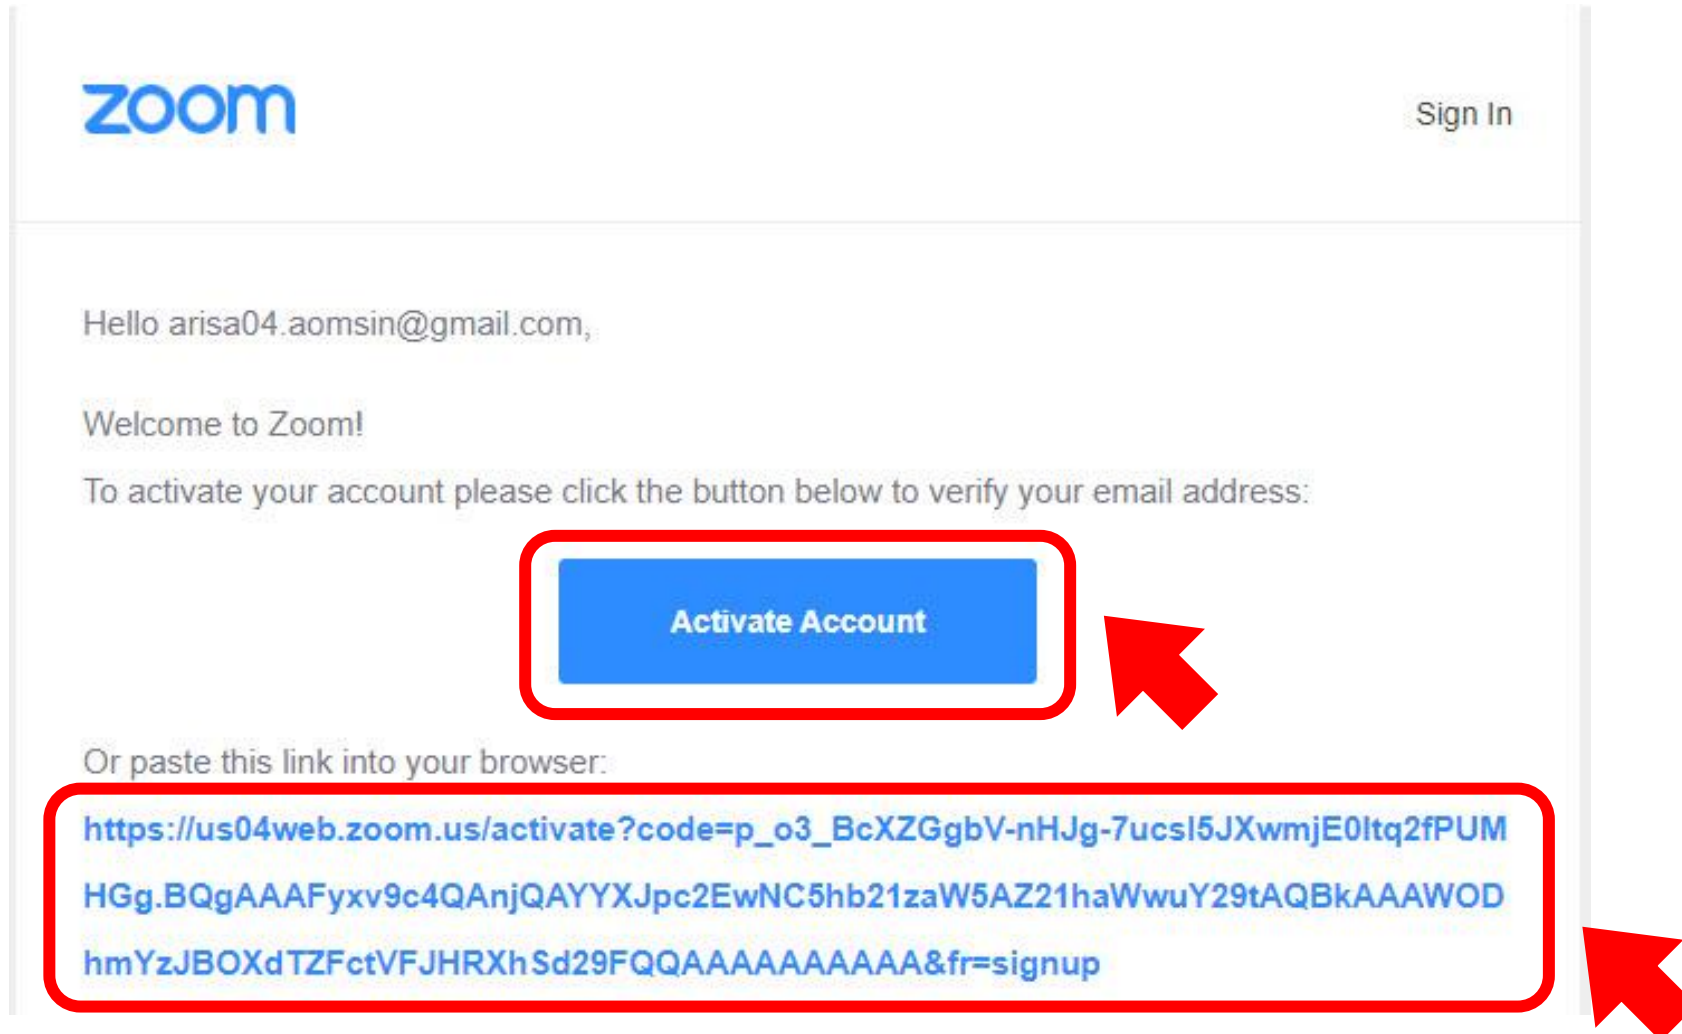 zoom
Sign In
Hello arisa04.aomsin@gmail.com,
Welcome to Zoom!
To activate your account please click the button below to verify your email address:
Activate Account
Or paste this link into your browser:
https://us04web.zoom.us/activate?code=p_o3_BcXZGgbV-nHJg-7ucsI5JXwmjE0Itq2fPUM
HGg.BQgAAAFyxv9c4QAnjQAYYXJpc2EwNC5hb21zaW5AZ21haWwuY29tAQBkAAAWOD
hmYzJBOXdTZFctVFJHRXhSd29FQQAAAAAAAAAA&fr=signup